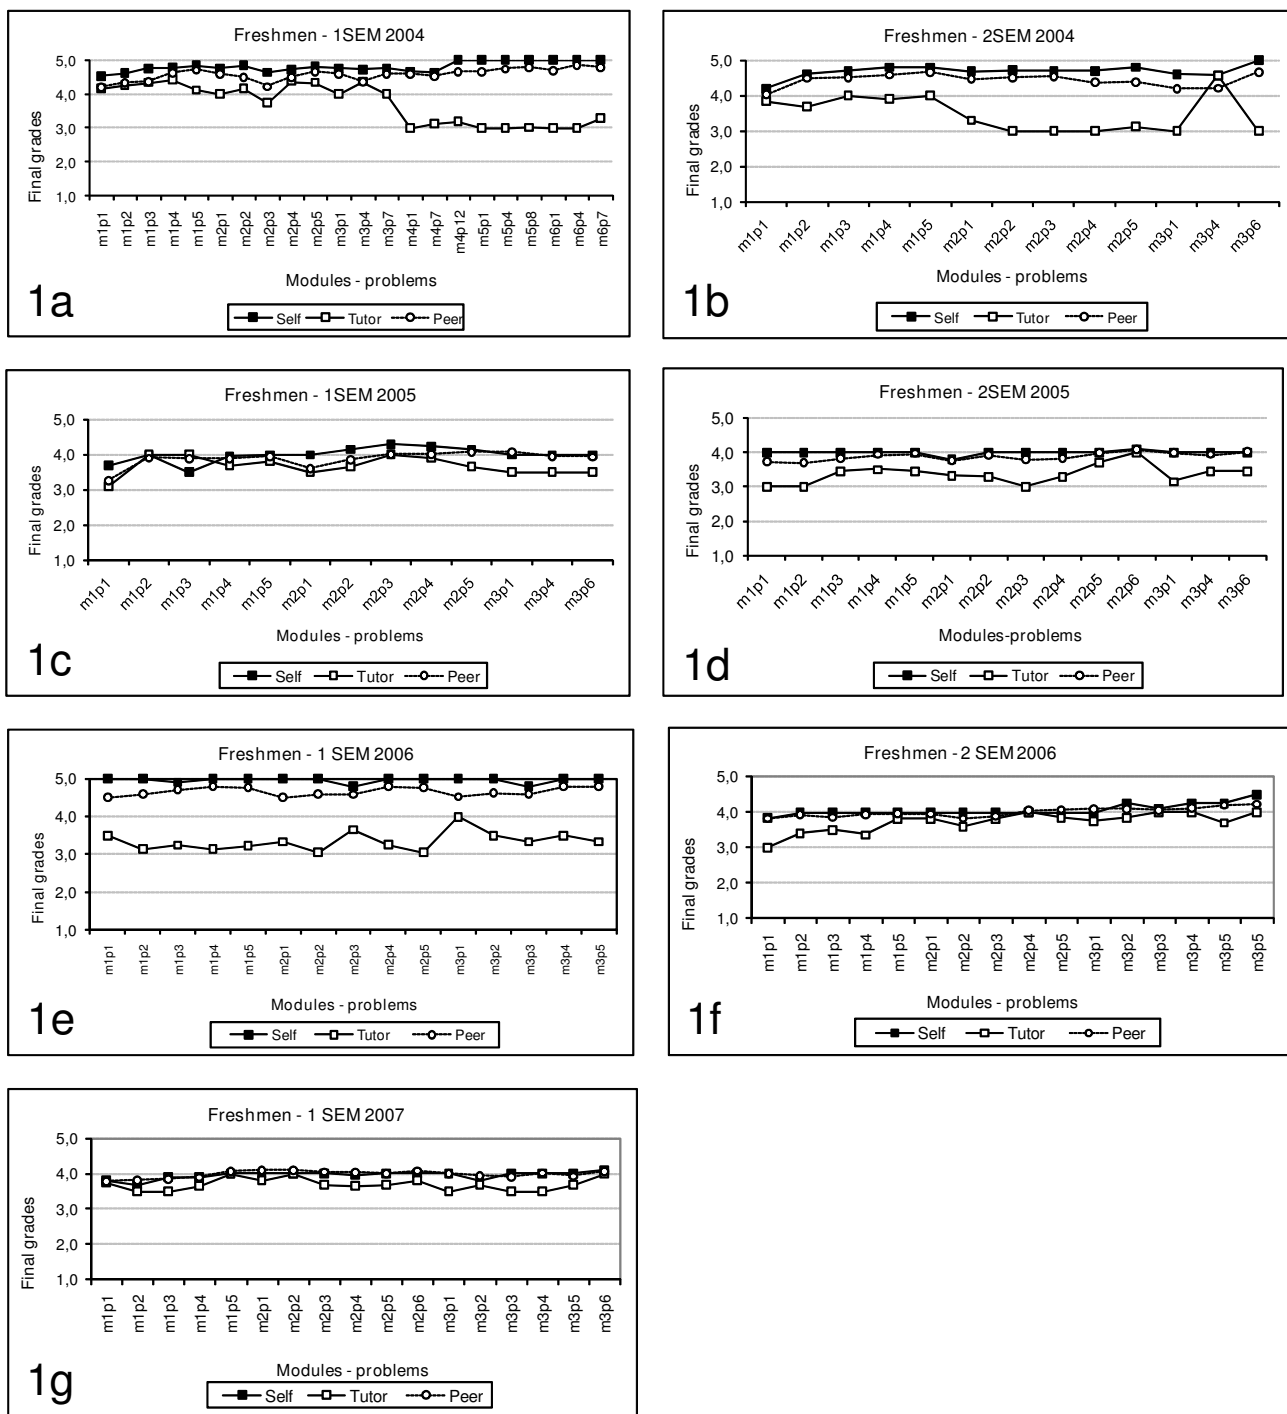 Freshmen - 1SEM 2004
Final grades
5,0
4,0
3,0
2,0
1,0
m1p1 m1p2 m1p3 m1p4 m1p5 m2p1 m2p2 m2p3 m2p4 m2p5 m3p1 m3p4 m3p7 m4p1 m4p7 m4p12 m5p1 m5p4 m5p8 m6p1 m6p4 m6p7
Modules - problems
1a
Self Tutor Peer
Freshmen - 2SEM 2004
Final grades
5,0
4,0
3,0
2,0
1,0
m1p1 m1p2 m1p3 m1p4 m1p5 m2p1 m2p2 m2p3 m2p4 m2p5 m3p1 m3p4 m3p6
Modules - problems
1b
Self Tutor Peer
Freshmen - 1SEM 2005
Final grades
5,0
4,0
3,0
2,0
1,0
m1p1 m1p2 m1p3 m1p4 m1p5 m2p1 m2p2 m2p3 m2p4 m2p5 m3p1 m3p4 m3p6
Modules - problems
1c
Self Tutor Peer
Freshmen - 2SEM 2005
Final grades
5,0
4,0
3,0
2,0
1,0
m1p1 m1p2 m1p3 m1p4 m1p5 m2p1 m2p2 m2p3 m2p4 m2p5 m2p6 m3p1 m3p4 m3p6
Modules-problems
1d
Self Tutor Peer
Freshmen - 1 SEM 2006
Final grades
5,0
4,0
3,0
2,0
1,0
m1p1 m1p2 m1p3 m1p4 m1p5 m2p1 m2p2 m2p3 m2p4 m2p5 m3p1 m3p2 m3p3 m3p4 m3p5
Modules - problems
1e
Self Tutor Peer
Freshmen - 2 SEM 2006
Final grades
5,0
4,0
3,0
2,0
1,0
m1p1 m1p2 m1p3 m1p4 m1p5 m2p1 m2p2 m2p3 m2p4 m2p5 m3p1 m3p2 m3p3 m3p4 m3p5 m3p5
Modules - problems
1f
Self Tutor Peer
Freshmen - 1 SEM 2007
Final grades
5,0
4,0
3,0
2,0
1,0
m1p1 m1p2 m1p3 m1p4 m1p5 m2p1 m2p2 m2p3 m2p4 m2p5 m2p6 m3p1 m3p2 m3p3 m3p4 m3p5 m3p6
Modules - problems
1g
Self Tutor Peer